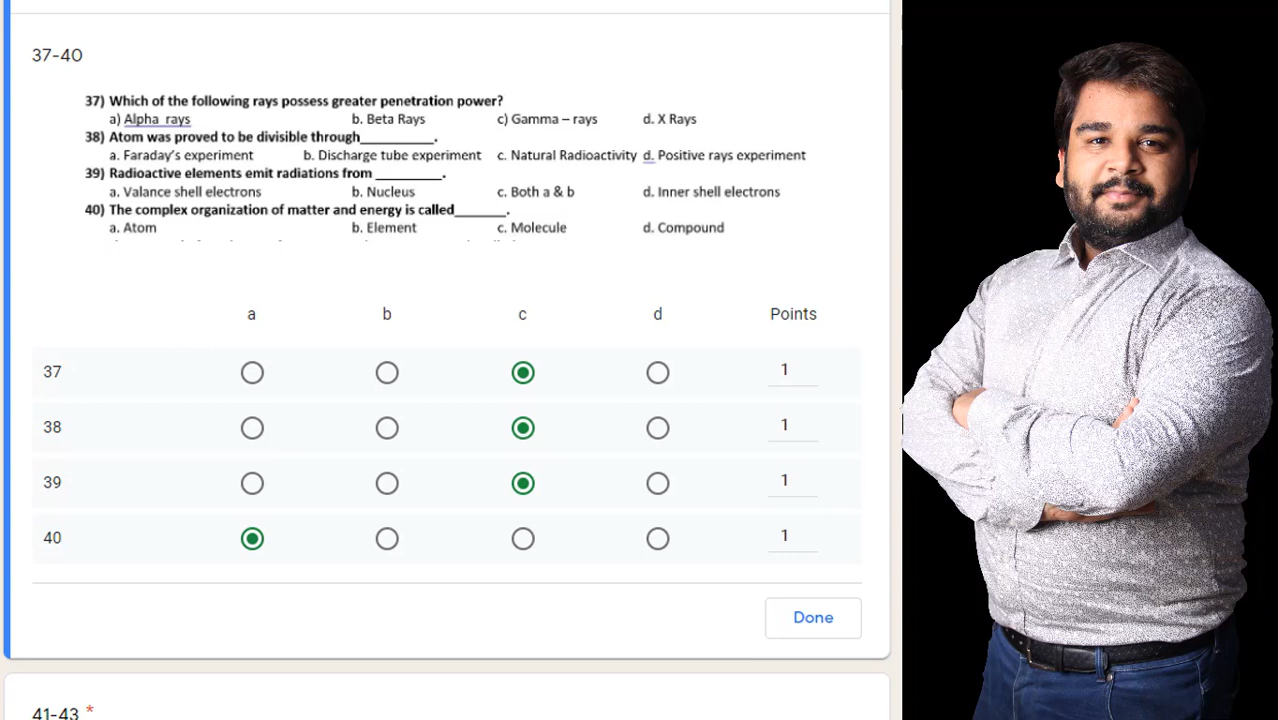 37-40
37) Which of the following rays possess greater penetration power?
a) Alpha rays b. Beta Rays c) Gamma – rays d. X Rays
38) Atom was proved to be divisible through__________.
a. Faraday's experiment b. Discharge tube experiment c. Natural Radioactivity d. Positive rays experiment
39) Radioactive elements emit radiations from _________.
a. Valance shell electrons b. Nucleus c. Both a & b d. Inner shell electrons
40) The complex organization of matter and energy is called_______.
a. Atom b. Element c. Molecule d. Compound
a b c d Points
37 1
38 1
39 1
40 1
Done
41-43 *